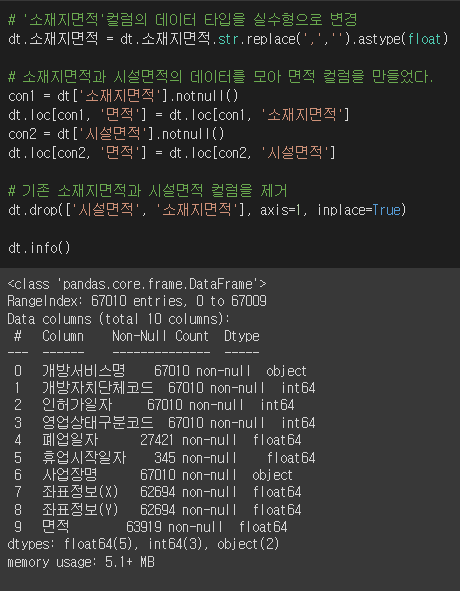 # '소재지면적'컬럼의 데이터 타입을 실수형으로 변경
dt.소재지면적 = dt.소재지면적.str.replace(',','').astype(float)
# 소재지면적과 시설면적의 데이터를 모아 면적 컬럼을 만들었다.
con1 = dt['소재지면적'].notnull()
dt.loc[con1, '면적'] = dt.loc[con1, '소재지면적']
con2 = dt['시설면적'].notnull()
dt.loc[con2, '면적'] = dt.loc[con2, '시설면적']
# 기존 소재지면적과 시설면적 컬럼을 제거
dt.drop(['시설면적', '소재지면적'], axis=1, inplace=True)
dt.info()
<class 'pandas.core.frame.DataFrame'>
RangeIndex: 67010 entries, 0 to 67009
Data columns (total 10 columns):
 #   Column    Non-Null Count  Dtype
---  ------    --------------  -----
 0   개방서비스명    67010 non-null  object
 1   개방자치단체코드  67010 non-null  int64
 2   인허가일자     67010 non-null  int64
 3   영업상태구분코드  67010 non-null  int64
 4   폐업일자      27421 non-null  float64
 5   휴업시작일자    345 non-null    float64
 6   사업장명      67010 non-null  object
 7   좌표정보(X)   62694 non-null  float64
 8   좌표정보(Y)   62694 non-null  float64
 9   면적        63919 non-null  float64
dtypes: float64(5), int64(3), object(2)
memory usage: 5.1+ MB